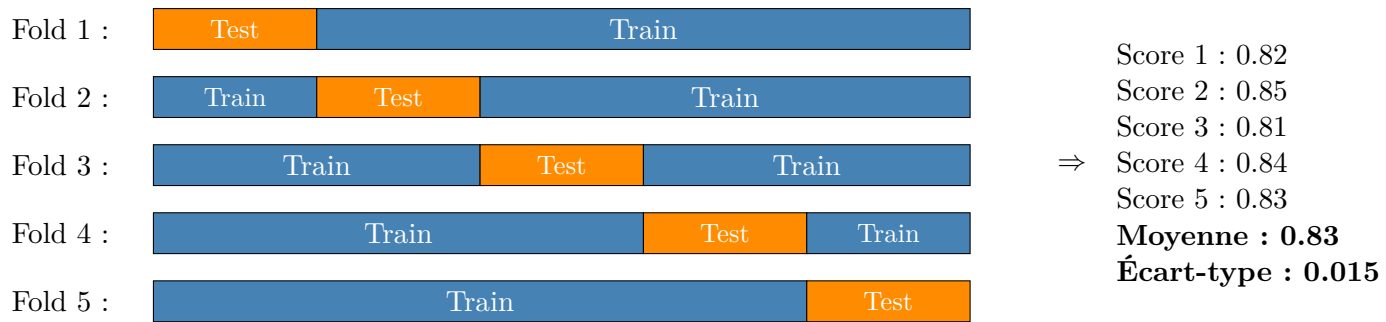 Fold 1 : Test Train
Fold 2 : Train Test Train
Fold 3 : Train Test Train
Fold 4 : Train Test Train
Fold 5 : Train Test
⇒
Score 1 : 0.82
Score 2 : 0.85
Score 3 : 0.81
Score 4 : 0.84
Score 5 : 0.83
Moyenne : 0.83
Écart-type : 0.015